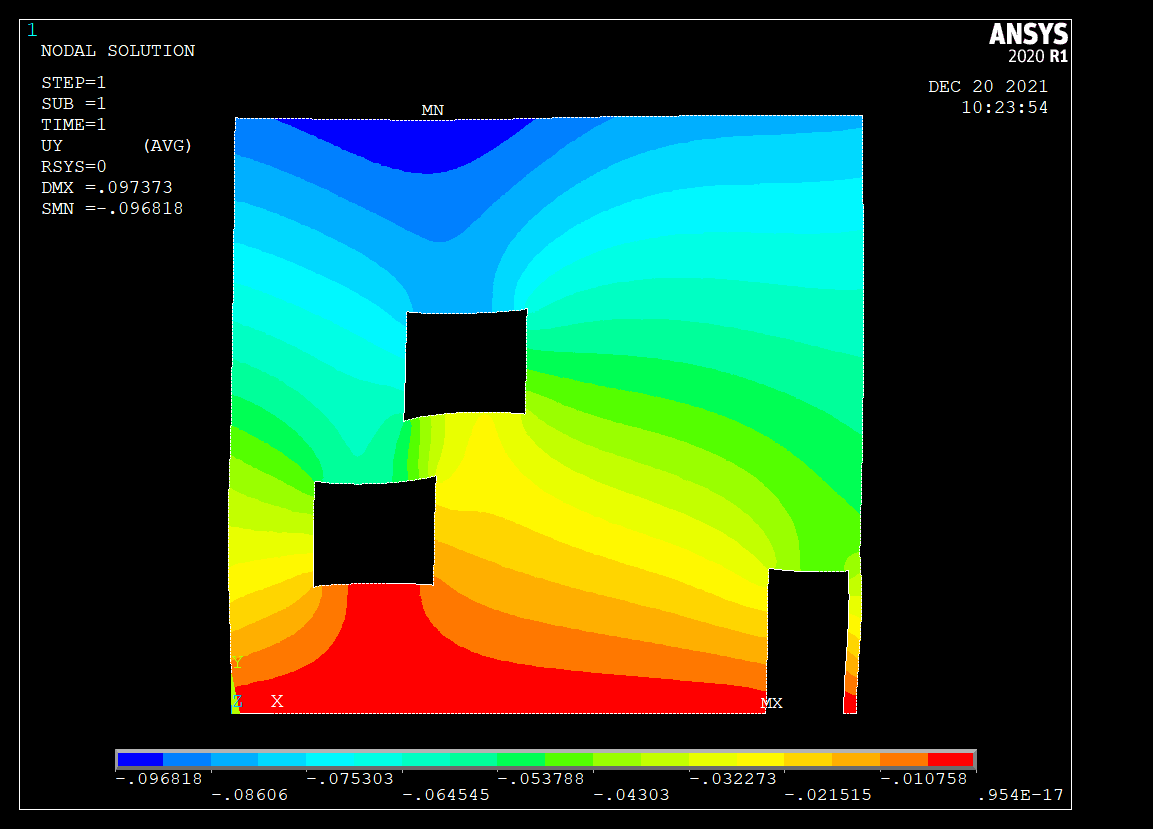 1
NODAL SOLUTION
STEP=1
SUB =1
TIME=1
UY (AVG)
RSYS=0
DMX =.097373
SMN =-.096818
ANSYS
2020 R1
DEC 20 2021
10:23:54
MN
Y
Z X
MX
-.096818 -.075303 -.053788 -.032273 -.010758
-.08606 -.064545 -.04303 -.021515 .954E-17